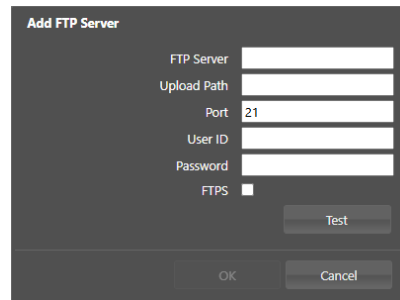 Add FTP Server
FTP Server
Upload Path
Port 21
User ID
Password
FTPS
Test
OK Cancel